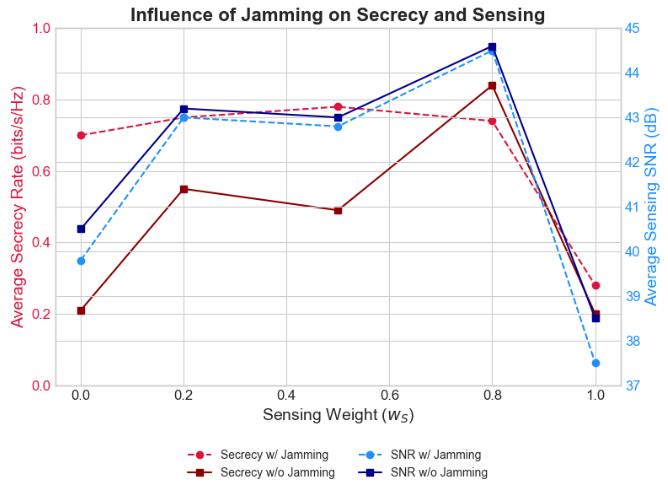 Influence of Jamming on Secrecy and Sensing
1.0
0.8
0.6
0.4
0.2
0.0
Average Secrecy Rate (bits/s/Hz)
45
44
43
42
41
40
39
38
37
Average Sensing SNR (dB)
0.0 0.2 0.4 0.6 0.8 1.0
Sensing Weight (w_S)
Secrecy w/ Jamming SNR w/ Jamming
Secrecy w/o Jamming SNR w/o Jamming